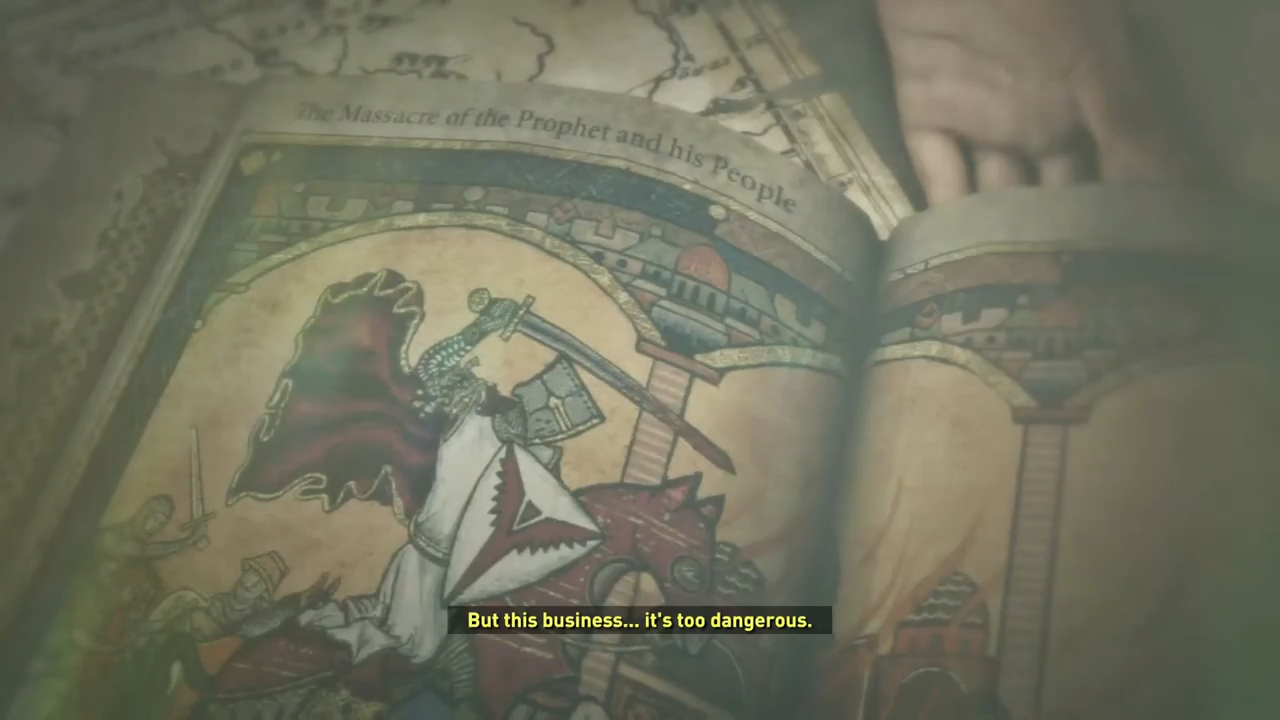 The Massacre of the Prophet and his People
But this business... it's too dangerous.